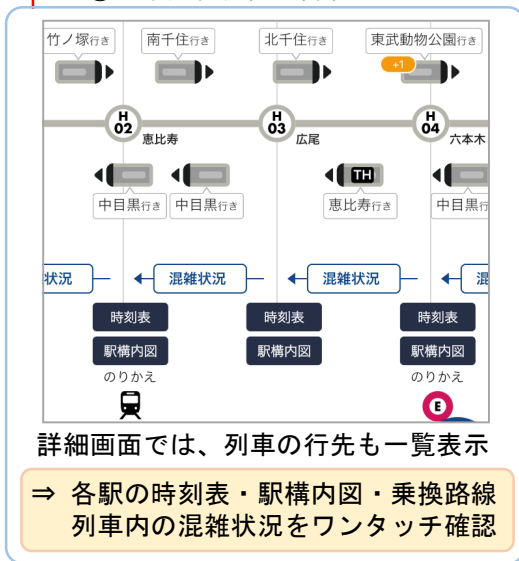 竹ノ塚行き 南千住行き 北千住行き 東武動物公園行き
+1
H 02 H 03 H 04
恵比寿 広尾 六本木
TH
中目黒行き 中目黒行き 恵比寿行き 中目黒行
状況 混雑状況 混雑状況 混
時刻表 時刻表 時刻表
駅構内図 駅構内図 駅構内図
のりかえ のりかえ
E
詳細画面では、列車の行先も一覧表示
⇒ 各駅の時刻表・駅構内図・乗換路線
列車内の混雑状況をワンタッチ確認